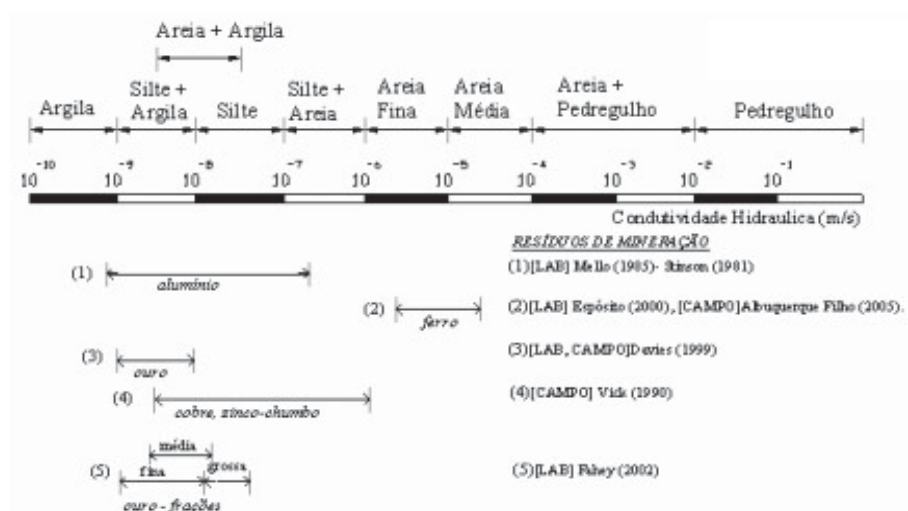 Areia + Argila
Argila
Silte +
Argila
Silte
Silte +
Areia
Areia
Fina
Areia
Média
Areia +
Pedregulho
Pedregulho
10⁻¹⁰ 10⁻⁹ 10⁻⁸ 10⁻⁷ 10⁻⁶ 10⁻⁵ 10⁻⁴ 10⁻³ 10⁻² 10⁻¹
Condutividade Hidraulica (m/s)
RESÍDUOS DE MINERAÇÃO
(1) alumínio
(1)[LAB] Mello (1985)- Stinson (1981)
(2) ferro
(2)[LAB] Espósito (2000), [CAMPO]Albuquerque Filho (2005).
(3) ouro
(3)[LAB, CAMPO]Davies (1999)
(4) cobre, zinco-chumbo
(4)[CAMPO] Vick (1990)
média
(5) fina grossa
ouro - frações
(5)[LAB] Fahey (2002)